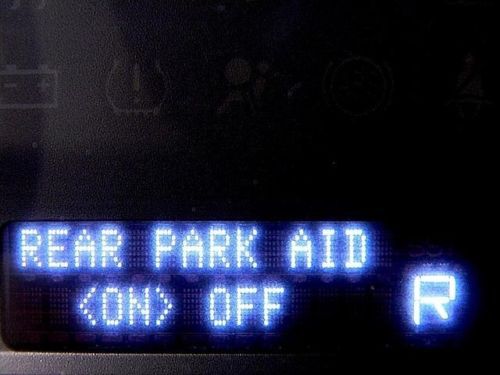 REAR PARK AID
<ON> OFF
R